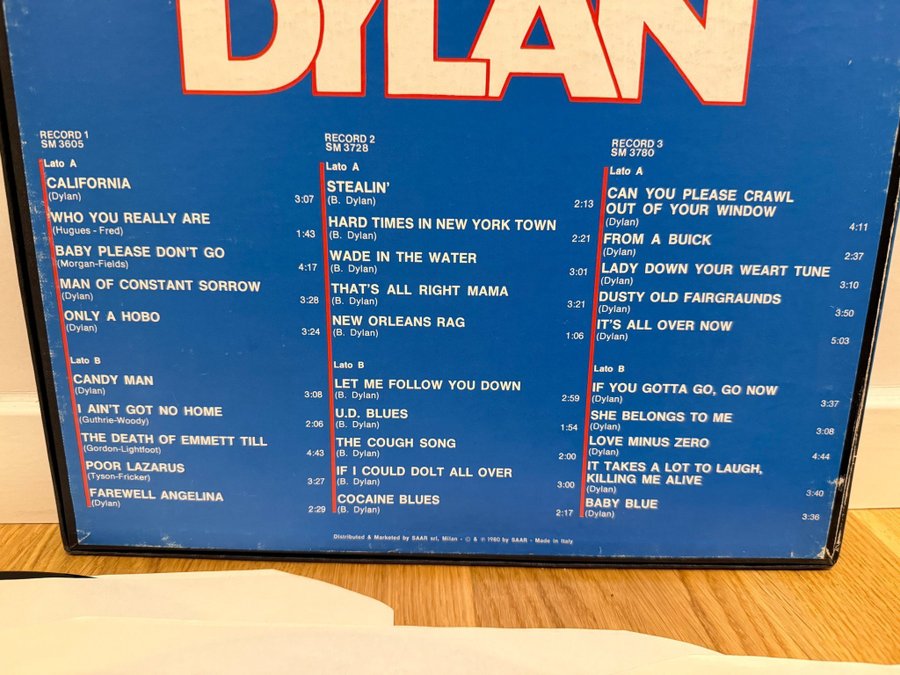 DYLAN
RECORD 1
SM 3605
Lato A
CALIFORNIA
(Dylan)
3:07
WHO YOU REALLY ARE
(Hugues - Fred)
1:43
BABY PLEASE DON'T GO
(Morgan-Fields)
4:17
MAN OF CONSTANT SORROW
(Dylan)
3:28
ONLY A HOBO
(Dylan)
3:24
Lato B
CANDY MAN
(Dylan)
3:08
I AIN'T GOT NO HOME
(Guthrie-Woody)
2:06
THE DEATH OF EMMETT TILL
(Gordon-Lightfoot)
4:43
POOR LAZARUS
(Tyson-Fricker)
3:27
FAREWELL ANGELINA
(Dylan)
2:29
RECORD 2
SM 3728
Lato A
STEALIN'
(B. Dylan)
2:13
HARD TIMES IN NEW YORK TOWN
(B. Dylan)
2:21
WADE IN THE WATER
(B. Dylan)
3:01
THAT'S ALL RIGHT MAMA
(B. Dylan)
3:21
NEW ORLEANS RAG
(B. Dylan)
1:06
Lato B
LET ME FOLLOW YOU DOWN
(B. Dylan)
2:59
U.D. BLUES
(B. Dylan)
1:54
THE COUGH SONG
(B. Dylan)
2:00
IF I COULD DOLT ALL OVER
(B. Dylan)
3:00
COCAINE BLUES
(B. Dylan)
2:17
RECORD 3
SM 3780
Lato A
CAN YOU PLEASE CRAWL
OUT OF YOUR WINDOW
(Dylan)
4:11
FROM A BUICK
(Dylan)
2:37
LADY DOWN YOUR WEART TUNE
(Dylan)
3:10
DUSTY OLD FAIRGRAUNDS
(Dylan)
3:50
IT'S ALL OVER NOW
(Dylan)
5:03
Lato B
IF YOU GOTTA GO, GO NOW
(Dylan)
3:37
SHE BELONGS TO ME
(Dylan)
3:08
LOVE MINUS ZERO
(Dylan)
4:44
IT TAKES A LOT TO LAUGH,
KILLING ME ALIVE
(Dylan)
3:40
BABY BLUE
(Dylan)
3:36
Distributed & Marketed by SAAR srl. Milan - © & ℗ 1980 by SAAR - Made in Italy